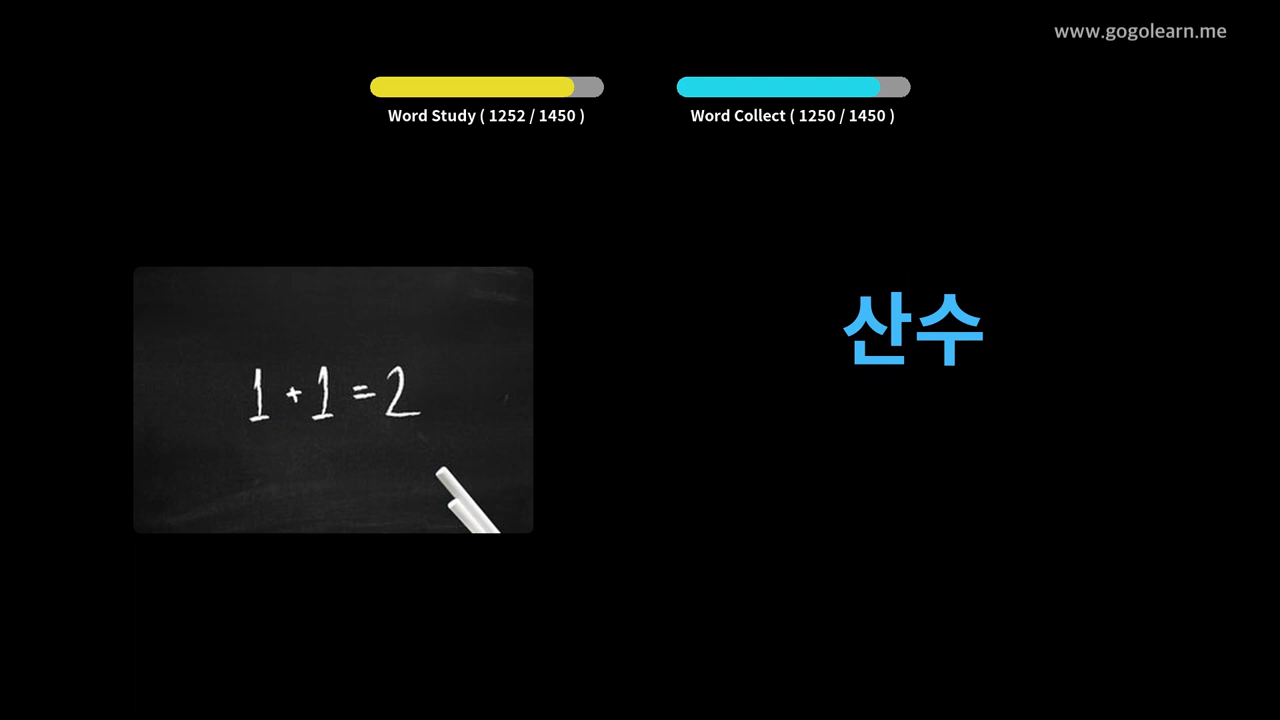 www.gogolearn.me
Word Study ( 1252 / 1450 )
Word Collect ( 1250 / 1450 )
산수
1 + 1 = 2